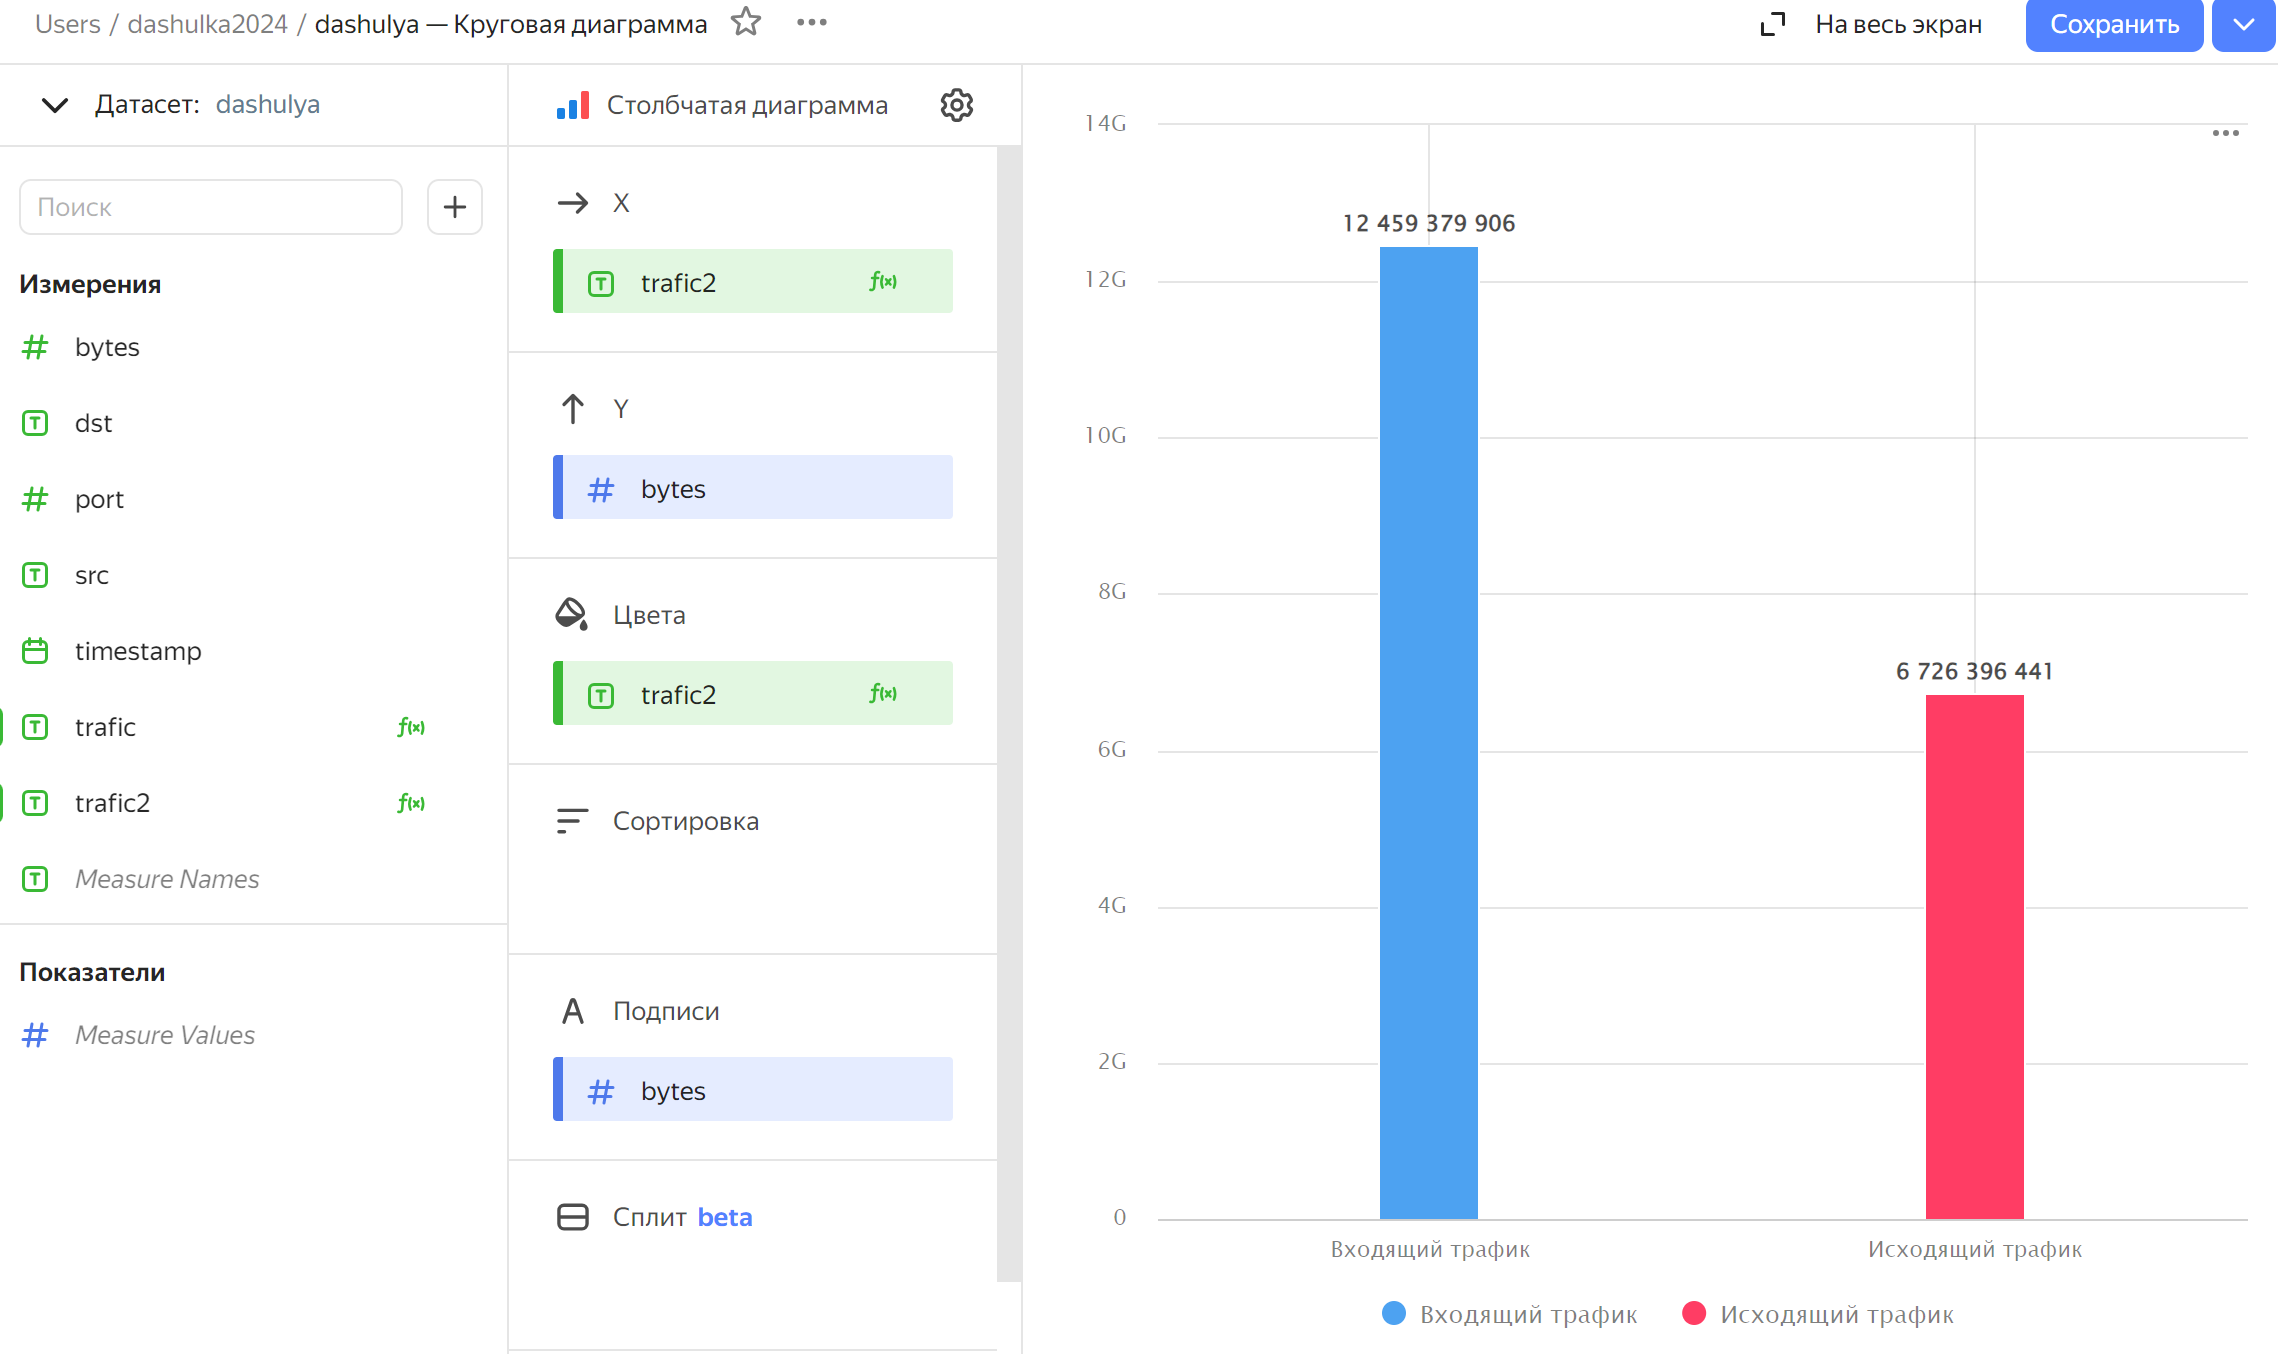 Users / dashulka2024 / dashulya — Круговая диаграмма
На весь экран
Сохранить
Датасет: dashulya
Поиск
Измерения
bytes
dst
port
src
timestamp
trafic f(x)
trafic2 f(x)
Measure Names
Показатели
Measure Values
Столбчатая диаграмма
X
trafic2 f(x)
Y
bytes
Цвета
trafic2 f(x)
Сортировка
Подписи
bytes
Сплит beta
14G
12G
10G
8G
6G
4G
2G
0
12 459 379 906
6 726 396 441
Входящий трафик
Исходящий трафик
Входящий трафик
Исходящий трафик